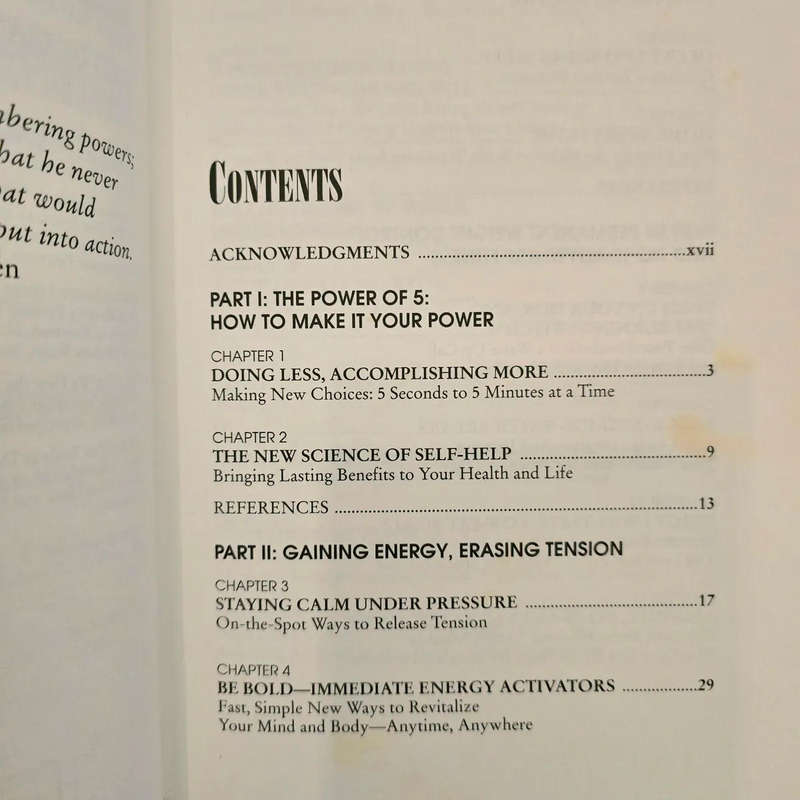 bering powers;
hat he never
at would
put into action.
en
CONTENTS
ACKNOWLEDGMENTS ........ xvii
PART I: THE POWER OF 5:
HOW TO MAKE IT YOUR POWER
CHAPTER 1
DOING LESS, ACCOMPLISHING MORE ........ 3
Making New Choices: 5 Seconds to 5 Minutes at a Time
CHAPTER 2
THE NEW SCIENCE OF SELF-HELP ........ 9
Bringing Lasting Benefits to Your Health and Life
REFERENCES ........ 13
PART II: GAINING ENERGY, ERASING TENSION
CHAPTER 3
STAYING CALM UNDER PRESSURE ........ 17
On-the-Spot Ways to Release Tension
CHAPTER 4
BE BOLD—IMMEDIATE ENERGY ACTIVATORS ........ 29
Fast, Simple New Ways to Revitalize
Your Mind and Body—Anytime, Anywhere